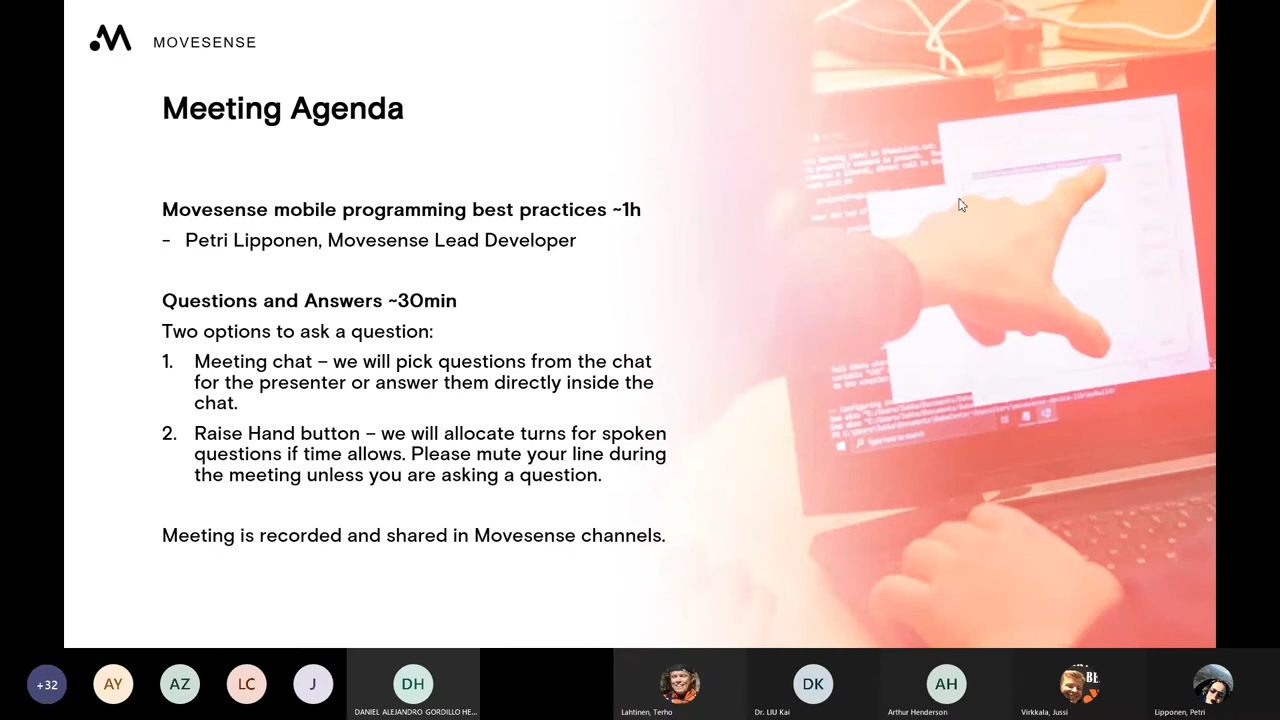 MOVESENSE
Meeting Agenda
Movesense mobile programming best practices ~1h
- Petri Lipponen, Movesense Lead Developer
Questions and Answers ~30min
Two options to ask a question:
1. Meeting chat – we will pick questions from the chat
for the presenter or answer them directly inside the
chat.
2. Raise Hand button – we will allocate turns for spoken
questions if time allows. Please mute your line during
the meeting unless you are asking a question.
Meeting is recorded and shared in Movesense channels.
+32
AY
AZ
LC
J
DH
DK
AH
DANIEL ALEJANDRO GORDILLO HE...
Lahtinen, Terho
Dr. LIU Kai
Arthur Henderson
Virkkala, Jussi
Lipponen, Petri